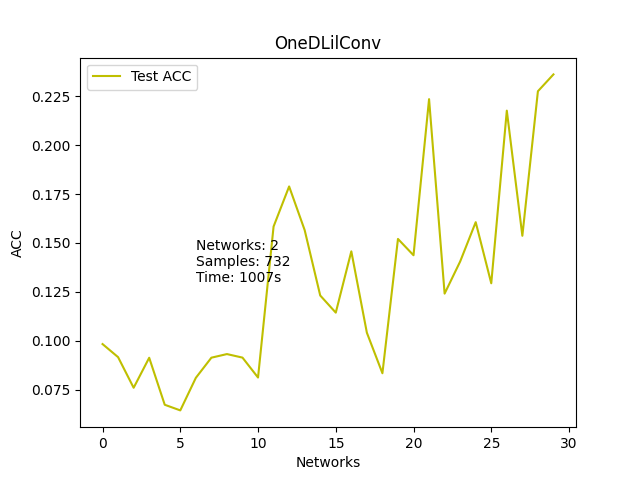 OneDLilConv
Test ACC
0.225
0.200
0.175
0.150
0.125
0.100
0.075
ACC
Networks: 2
Samples: 732
Time: 1007s
0 5 10 15 20 25 30
Networks